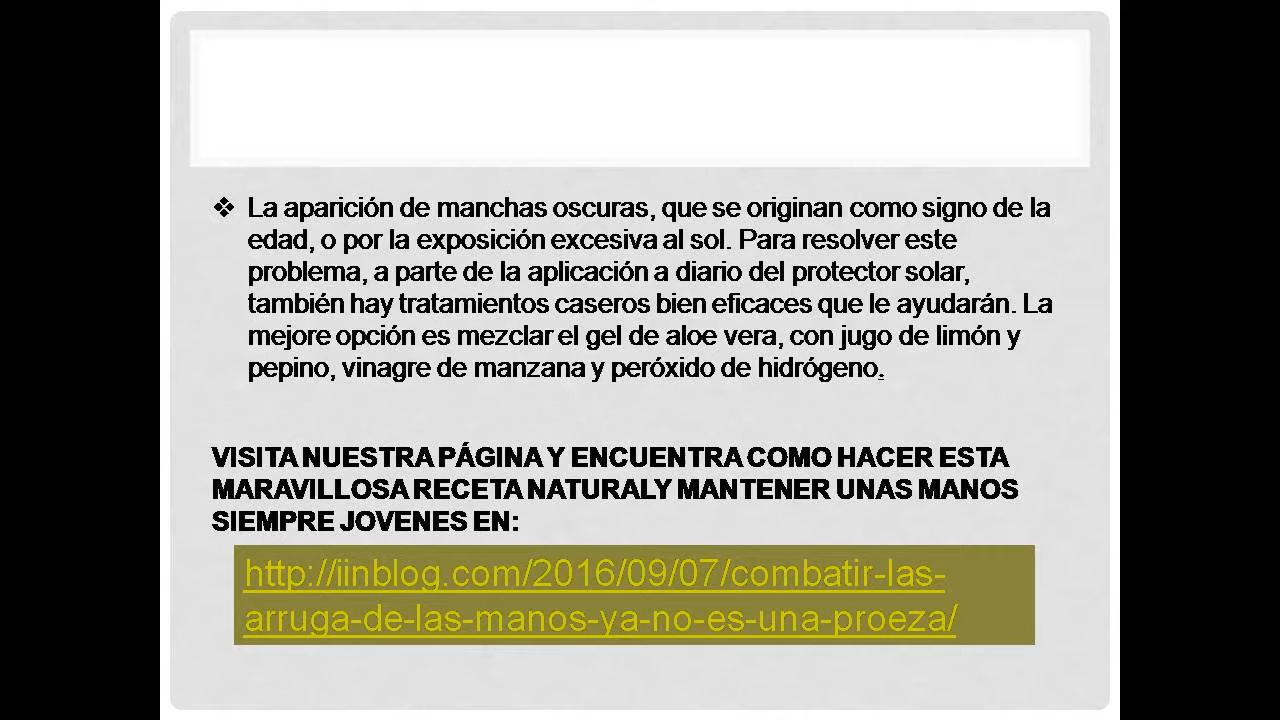 ❖ La aparición de manchas oscuras, que se originan como signo de la
edad, o por la exposición excesiva al sol. Para resolver este
problema, a parte de la aplicación a diario del protector solar,
también hay tratamientos caseros bien eficaces que le ayudarán. La
mejore opción es mezclar el gel de aloe vera, con jugo de limón y
pepino, vinagre de manzana y peróxido de hidrógeno.
VISITA NUESTRA PÁGINA Y ENCUENTRA COMO HACER ESTA
MARAVILLOSA RECETA NATURALY MANTENER UNAS MANOS
SIEMPRE JOVENES EN:
http://iinblog.com/2016/09/07/combatir-las-
arruga-de-las-manos-ya-no-es-una-proeza/